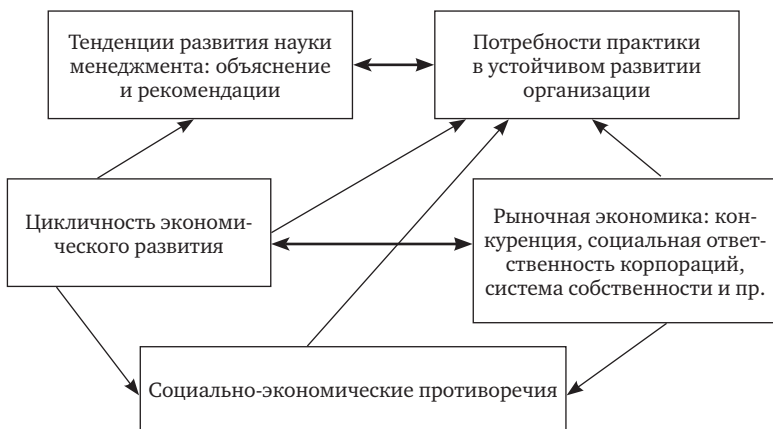 Тенденции развития науки
менеджмента: объяснение
и рекомендации
Потребности практики
в устойчивом развитии
организации
Цикличность экономи-
ческого развития
Рыночная экономика: кон-
куренция, социальная ответ-
ственность корпораций,
система собственности и пр.
Социально-экономические противоречия